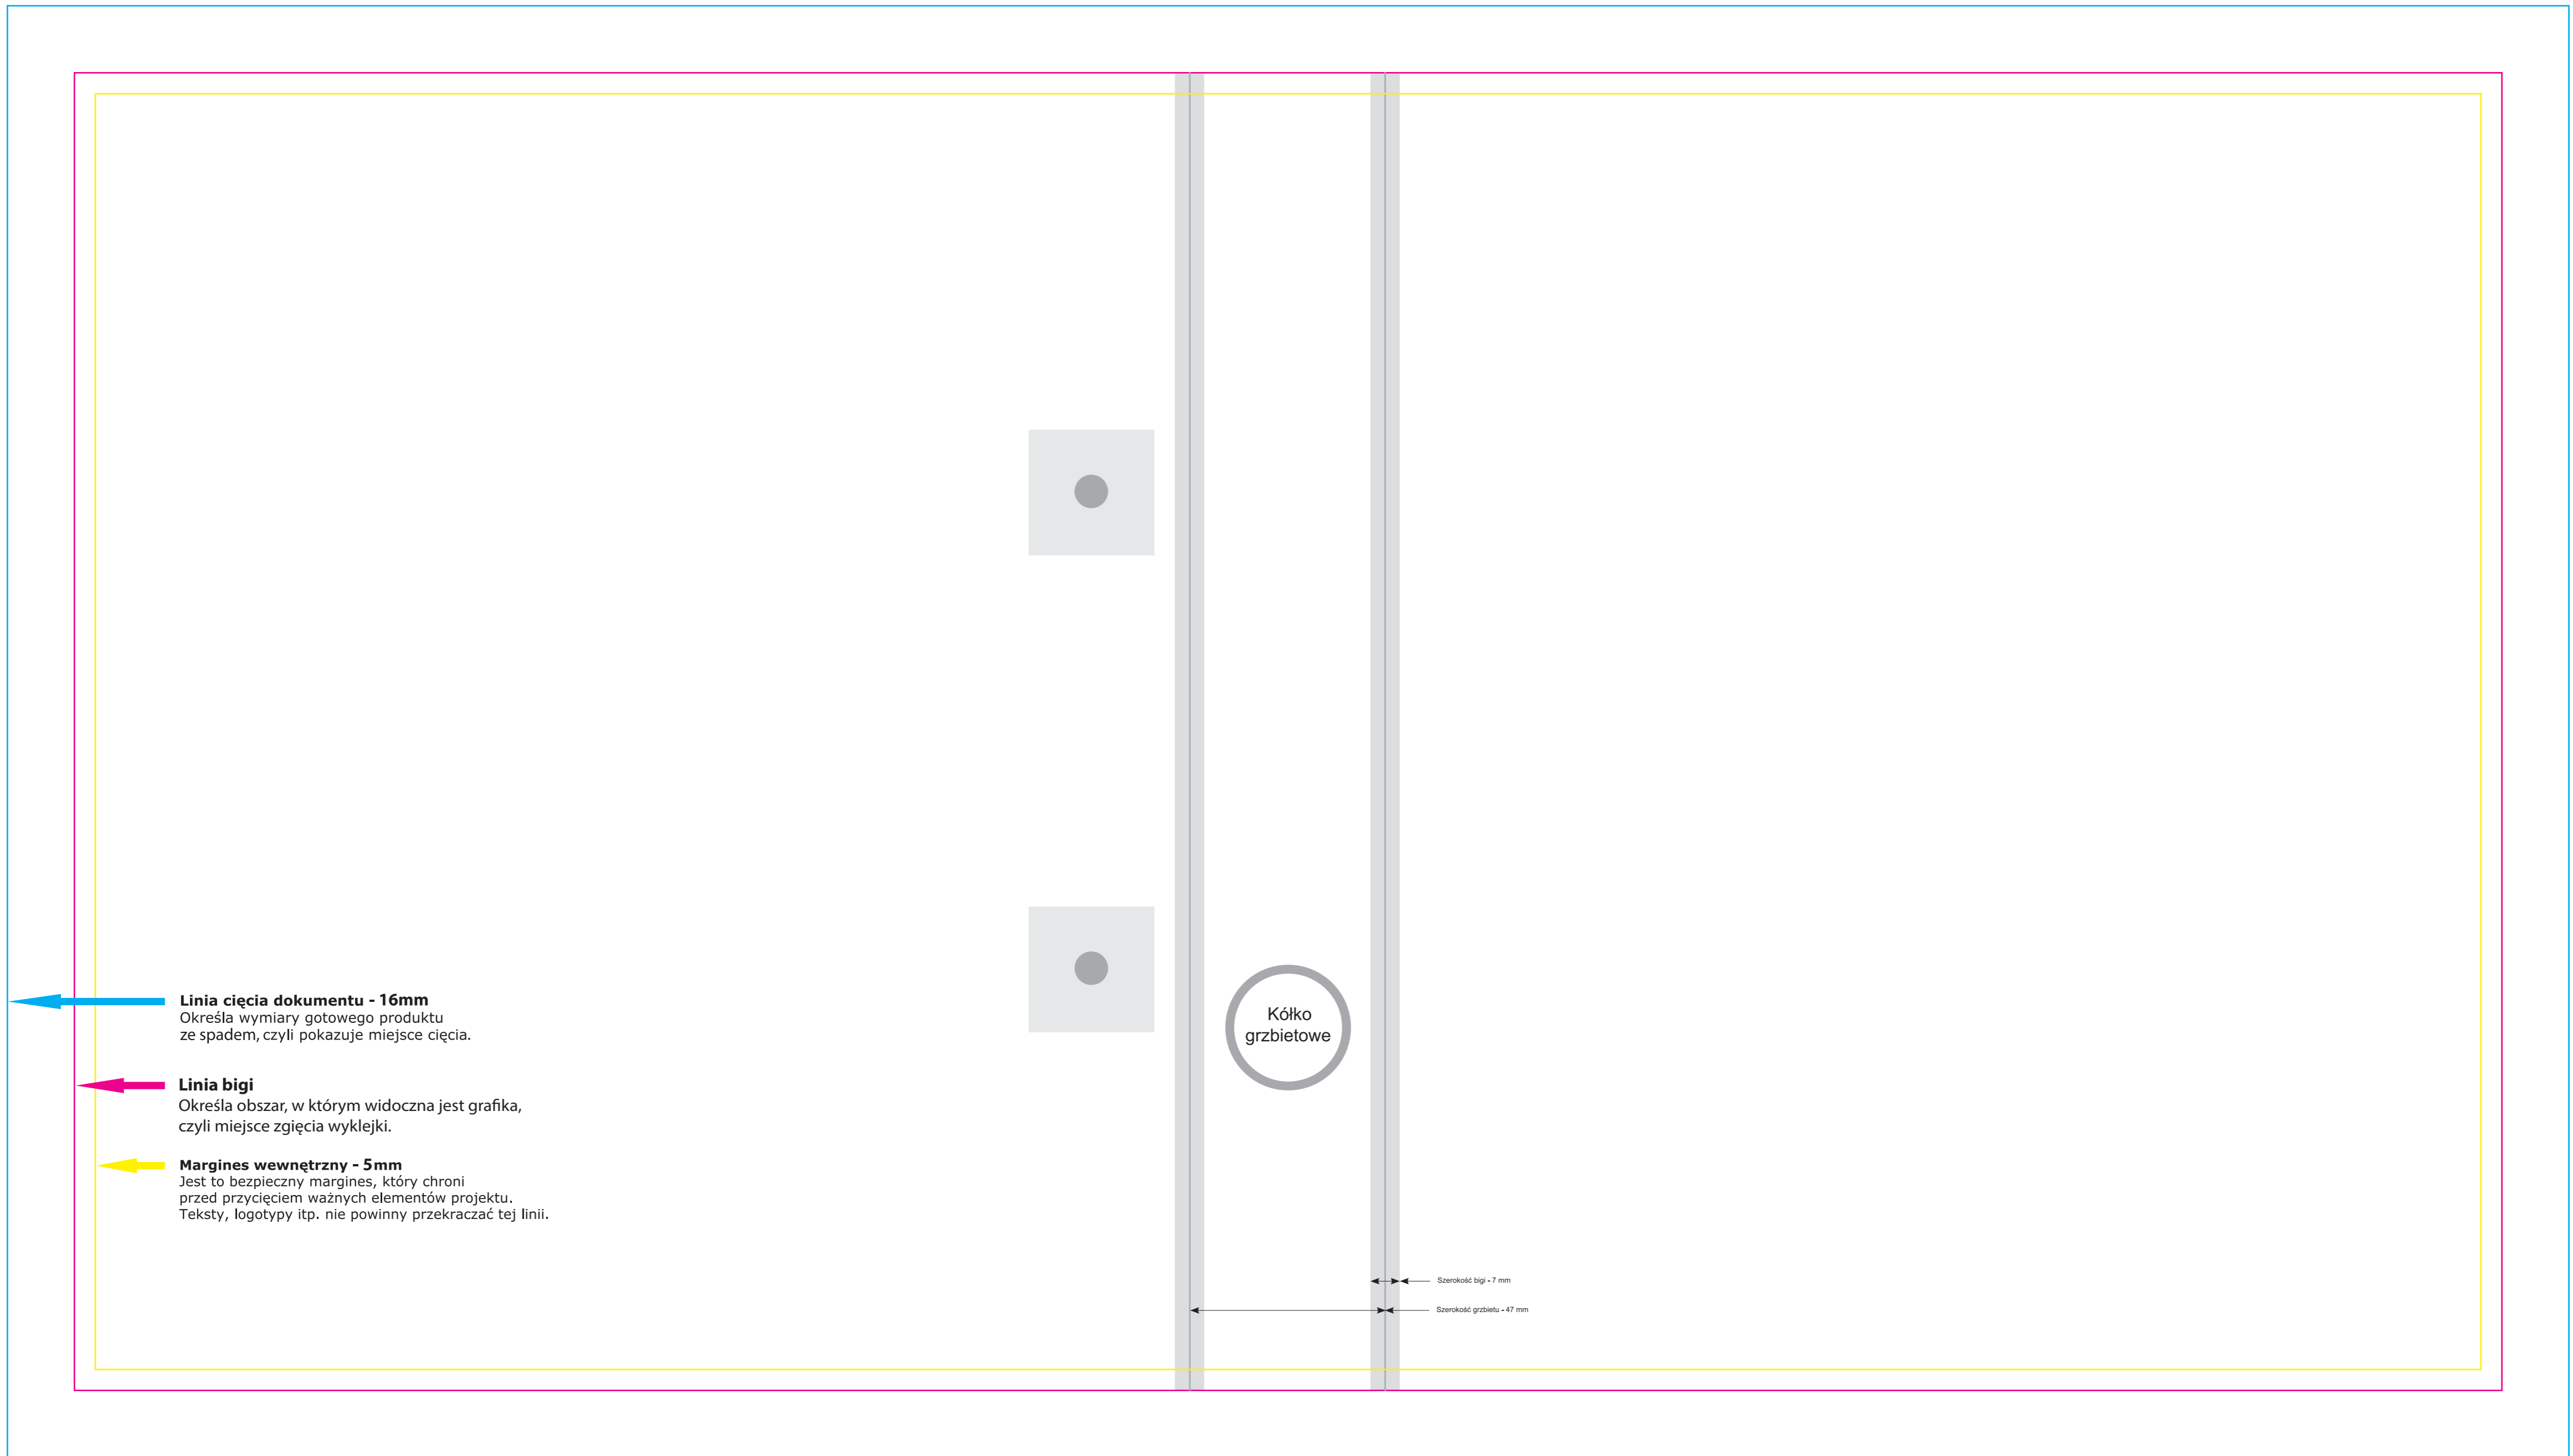 Linia cięcia dokumentu - 16mm
Określa wymiary gotowego produktu
ze spadem, czyli pokazuje miejsce cięcia.
Linia bigi
Określa obszar, w którym widoczna jest grafika,
czyli miejsce zgięcia wyklejki.
Margines wewnętrzny - 5mm
Jest to bezpieczny margines, który chroni
przed przycięciem ważnych elementów projektu.
Teksty, logotypy itp. nie powinny przekraczać tej linii.
Kółko
grzbietowe
Szerokość bigi - 7 mm
Szerokość grzbietu - 47 mm